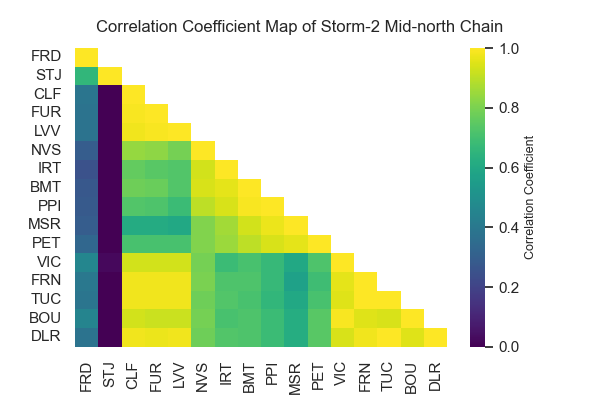 Correlation Coefficient Map of Storm-2 Mid-north Chain
FRD
STJ
CLF
FUR
LVV
NVS
IRT
BMT
PPI
MSR
PET
VIC
FRN
TUC
BOU
DLR
FRD
STJ
CLF
FUR
LVV
NVS
IRT
BMT
PPI
MSR
PET
VIC
FRN
TUC
BOU
DLR
1.0
0.8
0.6
0.4
0.2
0.0
Correlation Coefficient